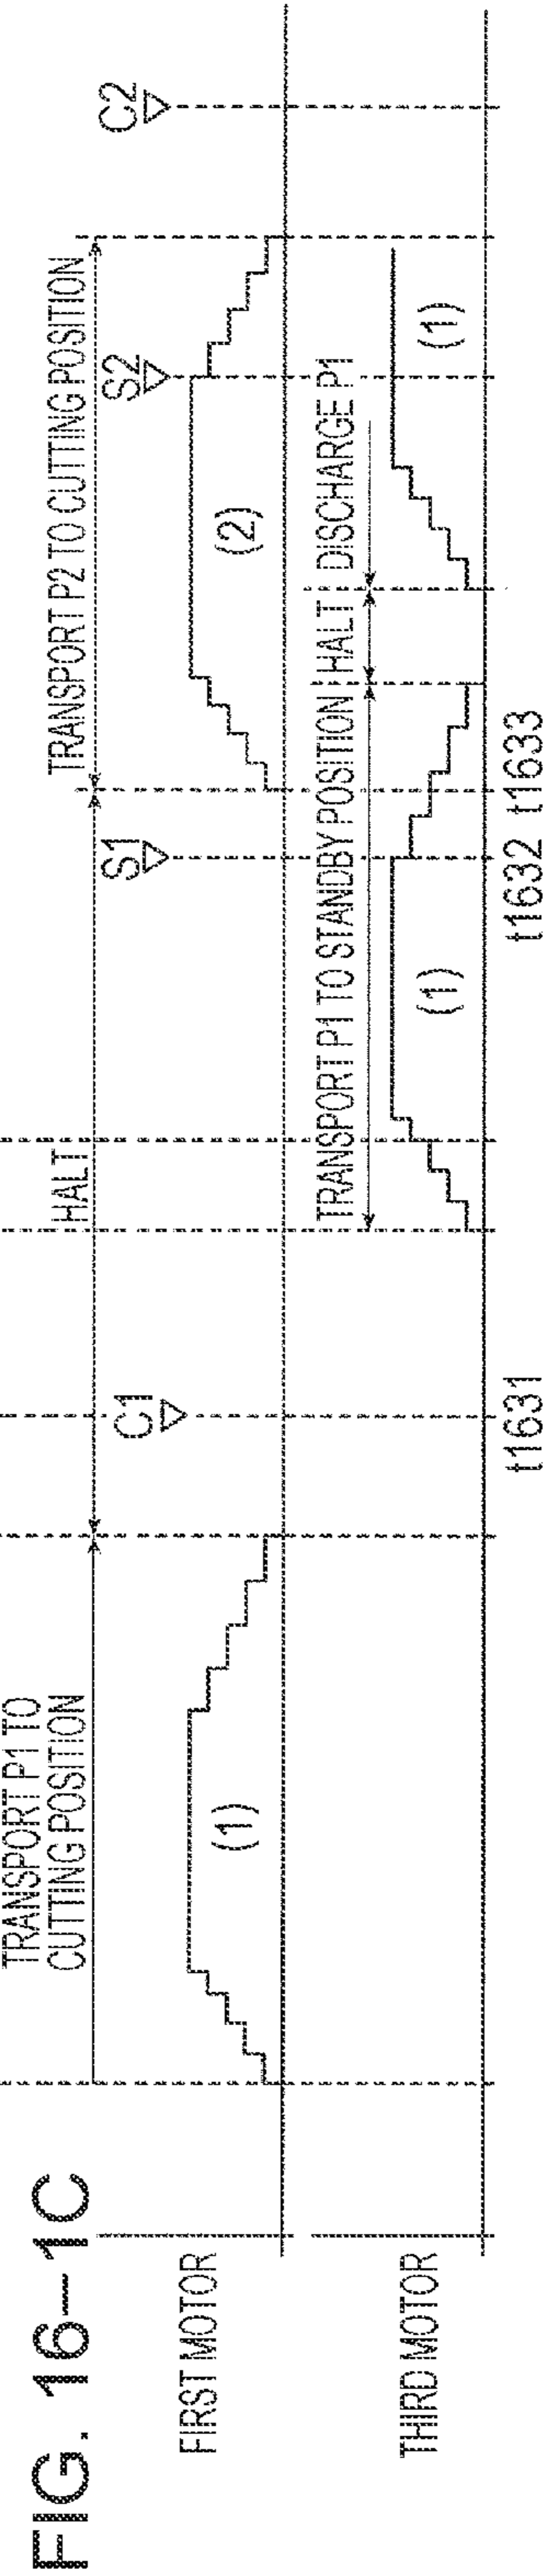 FIG. 16–1C
TRANSPORT P1 TO
CUTTING POSITION
HALT
TRANSPORT P2 TO CUTTING POSITION
C1
S1
S2
C2
FIRST MOTOR
(1)
(2)
TRANSPORT P1 TO STANDBY POSITION
HALT
DISCHARGE P1
THIRD MOTOR
(1)
(1)
t1631
t1632
t1633